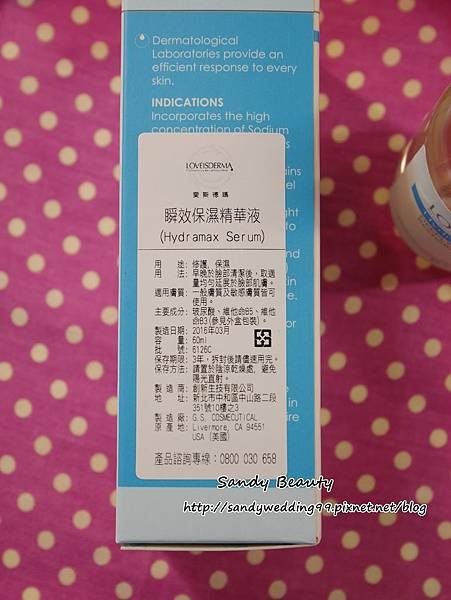 Dermatological
Laboratories provide an
efficient response to every
skin.
INDICATIONS
Incorporates the high
concentration of Sodium
LOVEISDERMA
愛斯德瑪
瞬效保濕精華液
(Hydramax Serum)
用途:修護,保濕
用法:早晚於臉部清潔後,取適
量均勻延展於臉部肌膚。
適用膚質:一般膚質及敏感膚質皆可
使用。
主要成分:玻尿酸、維他命B5、維他
命B3(參見外盒包裝)。
製造日期:2016年03月
容量:60ml
批號:6126C
保存期限:3年,拆封後請儘速用完。
保存方法:請置於陰涼乾燥處,避免
陽光直射。
製造商:創新生技有限公司
地址:新北市中和區中山路二段
351號10樓之3
製造廠:G.S. COSMECUTICAL
原產地:Livermore, CA 94551
USA (美國)
產品諮詢專線:0800 030 658
Sandy Beauty
http://sandywedding99.pixnet.net/blog